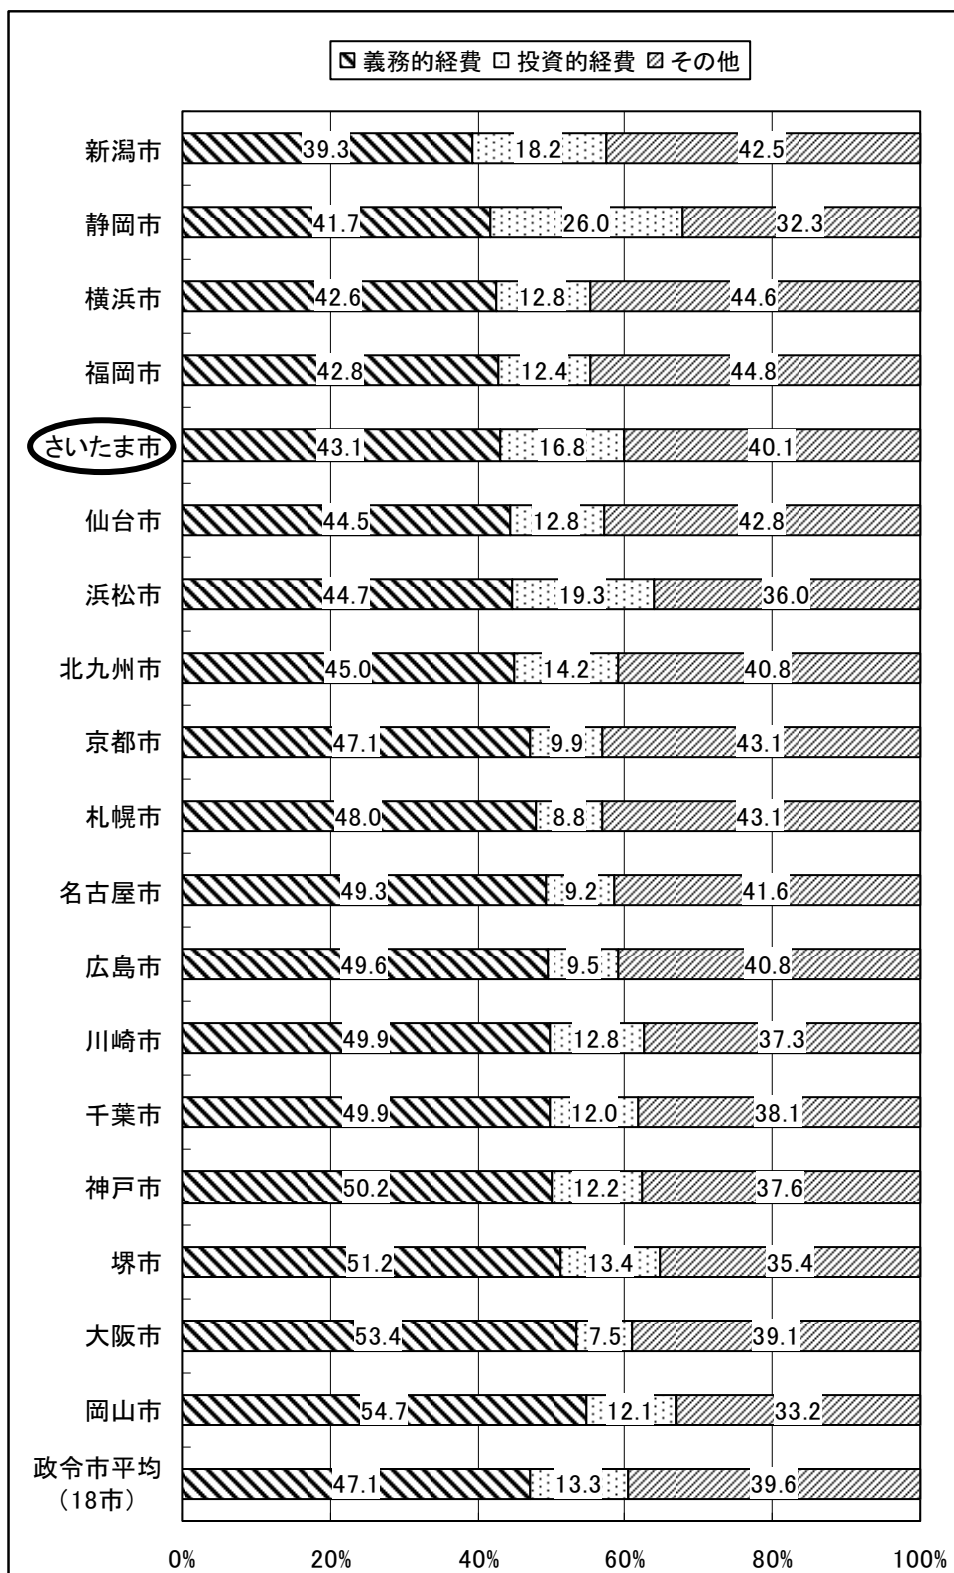 義務的経費 投資的経費 その他
新潟市 39.3 18.2 42.5
静岡市 41.7 26.0 32.3
横浜市 42.6 12.8 44.6
福岡市 42.8 12.4 44.8
さいたま市 43.1 16.8 40.1
仙台市 44.5 12.8 42.8
浜松市 44.7 19.3 36.0
北九州市 45.0 14.2 40.8
京都市 47.1 9.9 43.1
札幌市 48.0 8.8 43.1
名古屋市 49.3 9.2 41.6
広島市 49.6 9.5 40.8
川崎市 49.9 12.8 37.3
千葉市 49.9 12.0 38.1
神戸市 50.2 12.2 37.6
堺市 51.2 13.4 35.4
大阪市 53.4 7.5 39.1
岡山市 54.7 12.1 33.2
政令市平均
（18市） 47.1 13.3 39.6
0% 20% 40% 60% 80% 100%